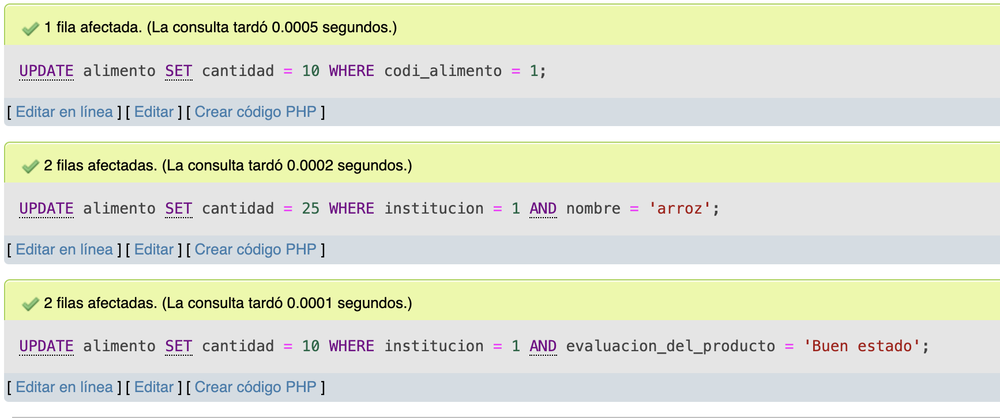 1 fila afectada. (La consulta tardó 0.0005 segundos.)
UPDATE alimento SET cantidad = 10 WHERE codi_alimento = 1;
[ Editar en línea ] [ Editar ] [ Crear código PHP ]
2 filas afectadas. (La consulta tardó 0.0002 segundos.)
UPDATE alimento SET cantidad = 25 WHERE institucion = 1 AND nombre = 'arroz';
[ Editar en línea ] [ Editar ] [ Crear código PHP ]
2 filas afectadas. (La consulta tardó 0.0001 segundos.)
UPDATE alimento SET cantidad = 10 WHERE institucion = 1 AND evaluacion_del_producto = 'Buen estado';
[ Editar en línea ] [ Editar ] [ Crear código PHP ]